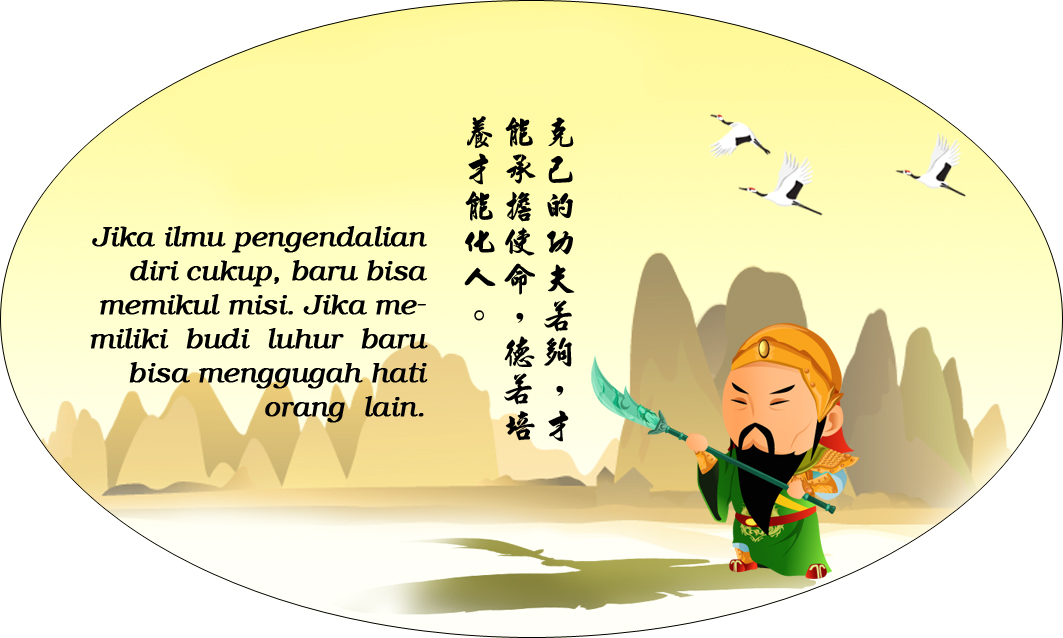 Jika ilmu pengendalian
diri cukup, baru bisa
memikul misi. Jika me-
miliki budi luhur baru
bisa menggugah hati
orang lain.
克己的功夫若夠，才
能承擔使命，德若培
養才能化人。